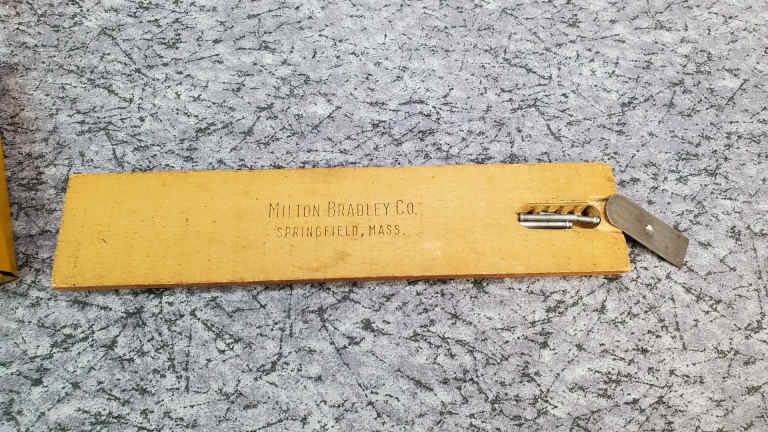 MILTON BRADLEY CO.
SPRINGFIELD, MASS.